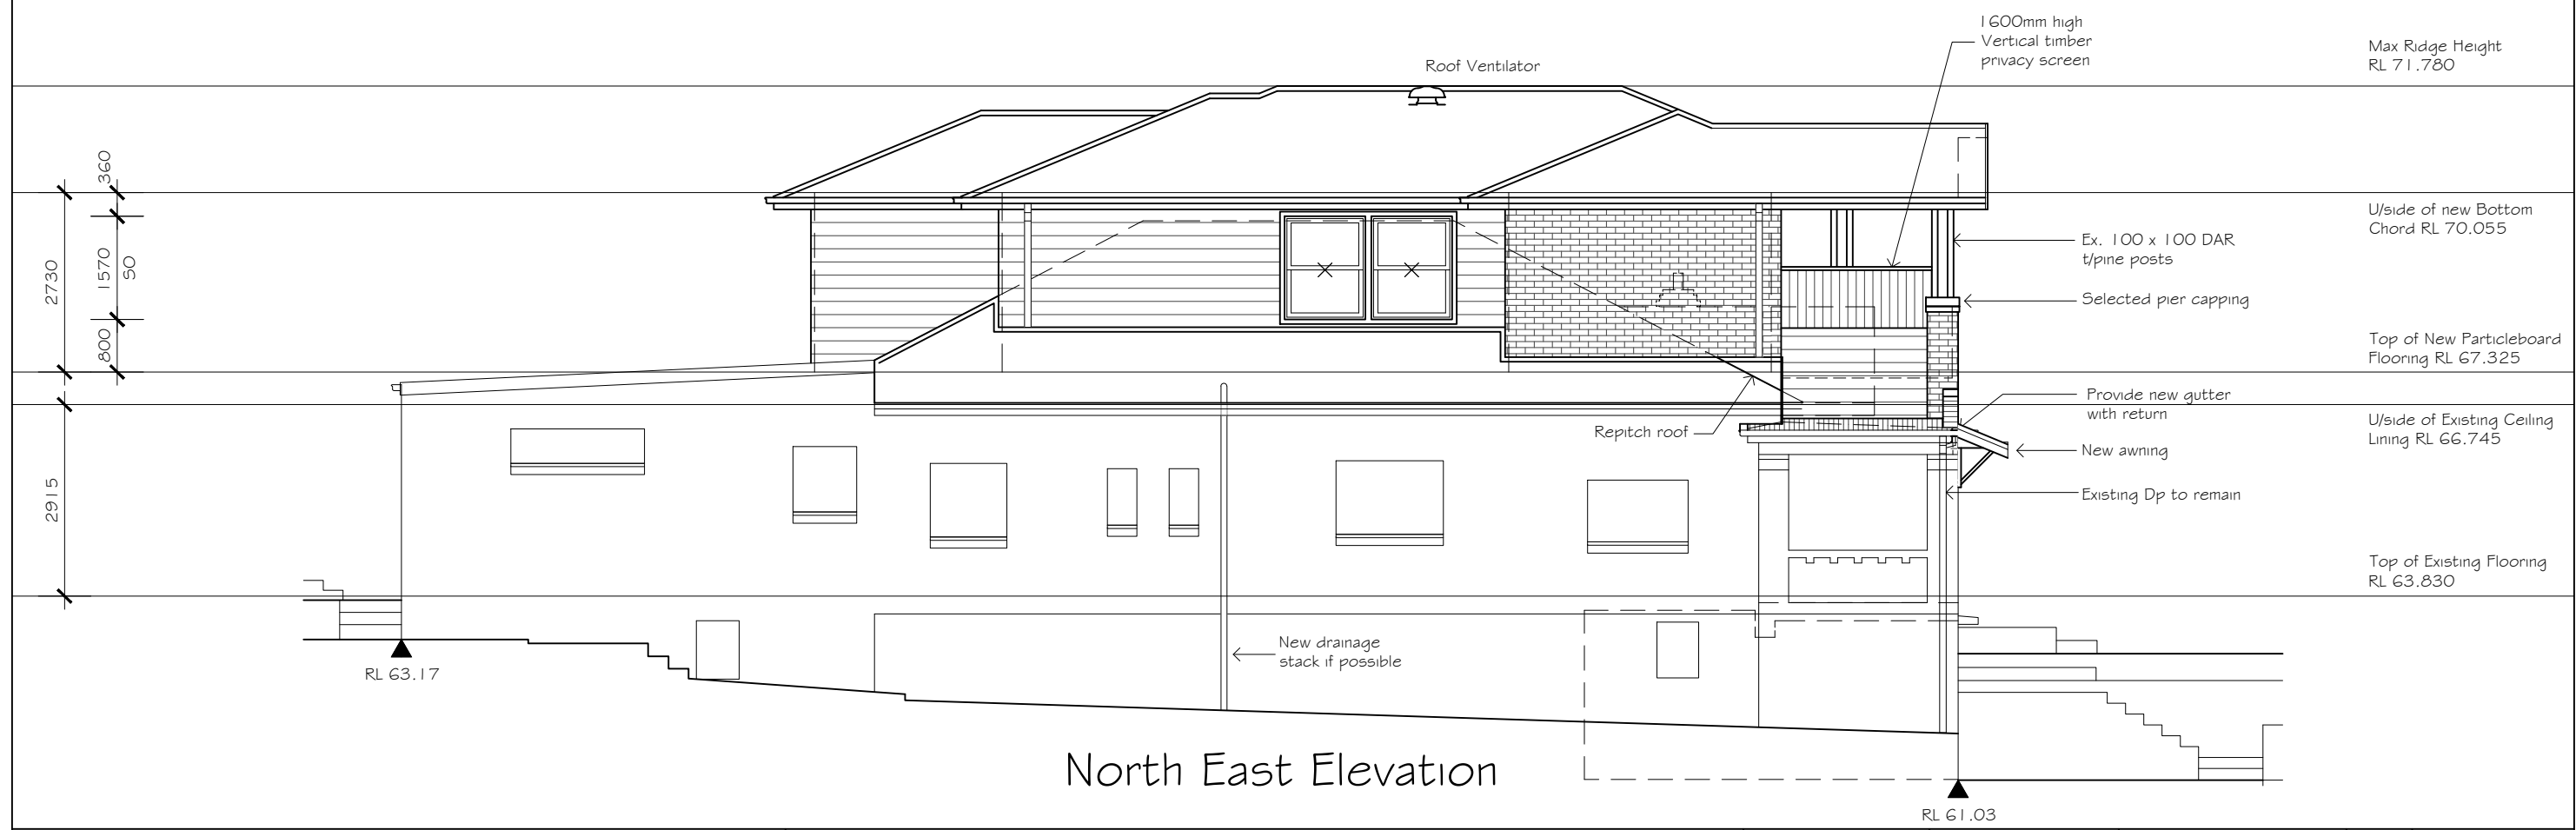 Roof Ventilator
1600mm high
Vertical timber
privacy screen
Max Ridge Height
RL 71.780
360
2730
1570
SO
800
2915
U/side of new Bottom
Chord RL 70.055
Ex. 100 x 100 DAR
t/pine posts
Selected pier capping
Top of New Particleboard
Flooring RL 67.325
Provide new gutter
with return
U/side of Existing Ceiling
Lining RL 66.745
Repitch roof
New awning
Existing Dp to remain
Top of Existing Flooring
RL 63.830
New drainage
stack if possible
RL 63.17
North East Elevation
RL 61.03